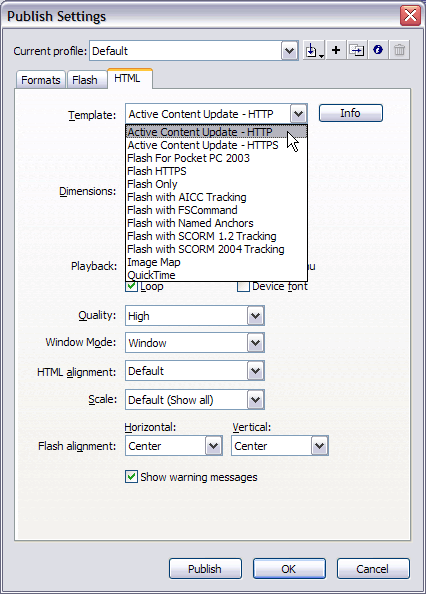 Publish Settings
Current profile: Default
Formats Flash HTML
Template: Active Content Update - HTTP Info
Active Content Update - HTTP
Active Content Update - HTTPS
Flash For Pocket PC 2003
Flash HTTPS
Flash Only
Dimensions:
Flash with AICC Tracking
Flash with FSCommand
Flash with Named Anchors
Flash with SCORM 1.2 Tracking
Flash with SCORM 2004 Tracking
Playback: Image Map nu
QuickTime
Loop Device font
Quality: High
Window Mode: Window
HTML alignment: Default
Scale: Default (Show all)
Horizontal: Vertical:
Flash alignment: Center Center
Show warning messages
Publish OK Cancel